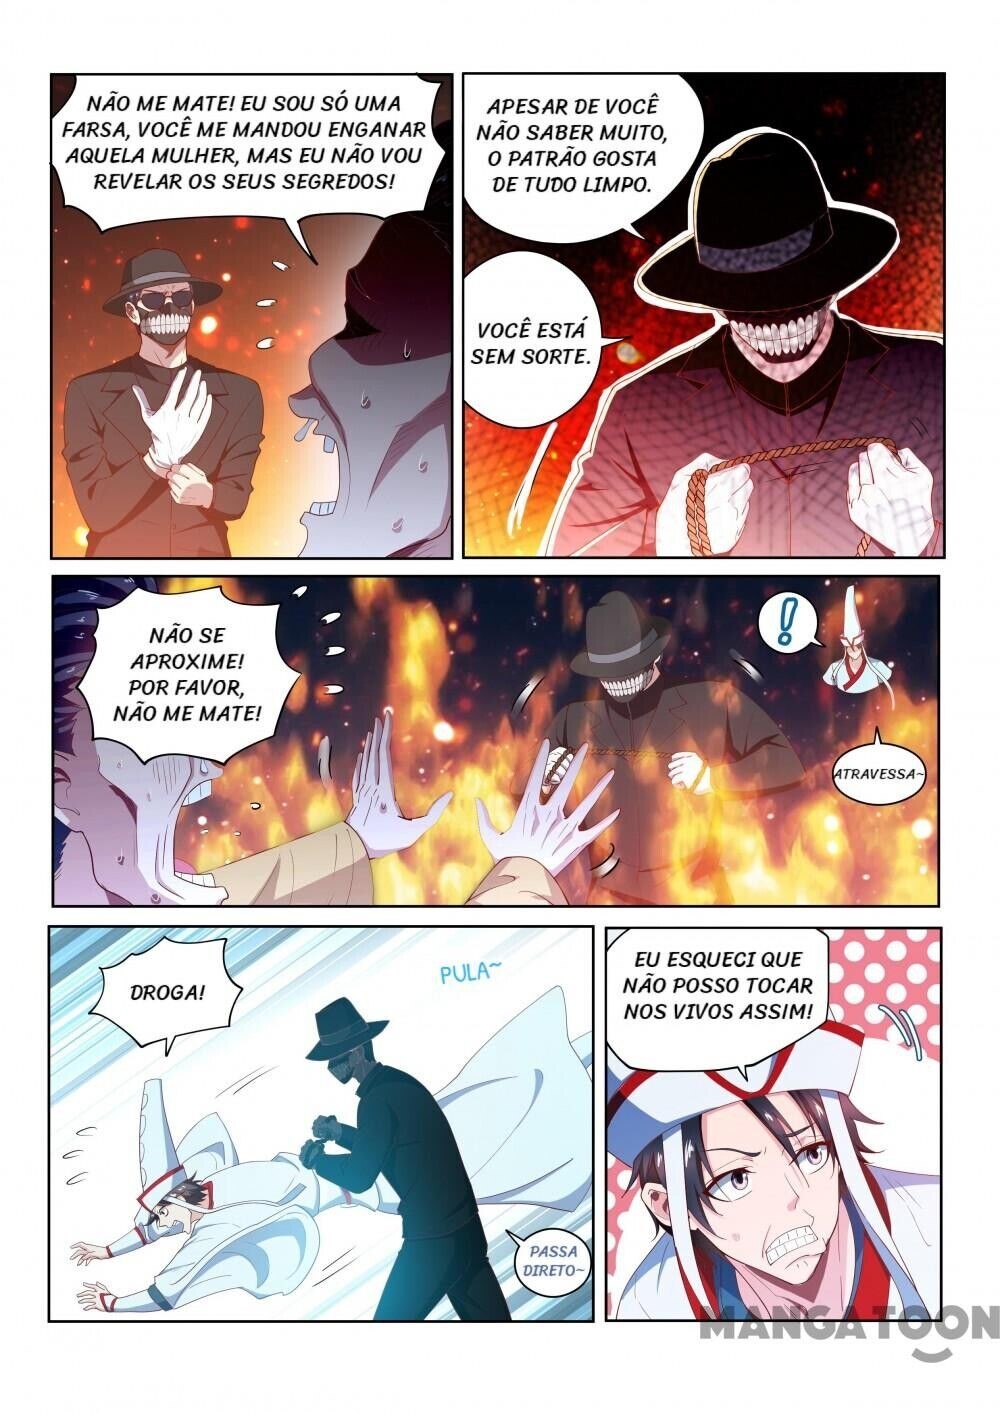 NÃO ME MATE! EU SOU SÓ UMA
FARSA, VOCÊ ME MANDOU ENGANAR
AQUELA MULHER, MAS EU NÃO VOU
REVELAR OS SEUS SEGREDOS!
APESAR DE VOCÊ
NÃO SABER MUITO,
O PATRÃO GOSTA
DE TUDO LIMPO.
VOCÊ ESTÁ
SEM SORTE.
NÃO SE
APROXIME!
POR FAVOR,
NÃO ME MATE!
!
ATRAVESSA~
DROGA!
PULA~
PASSA
DIRETO~
EU ESQUECI QUE
NÃO POSSO TOCAR
NOS VIVOS ASSIM!
MANGATOON